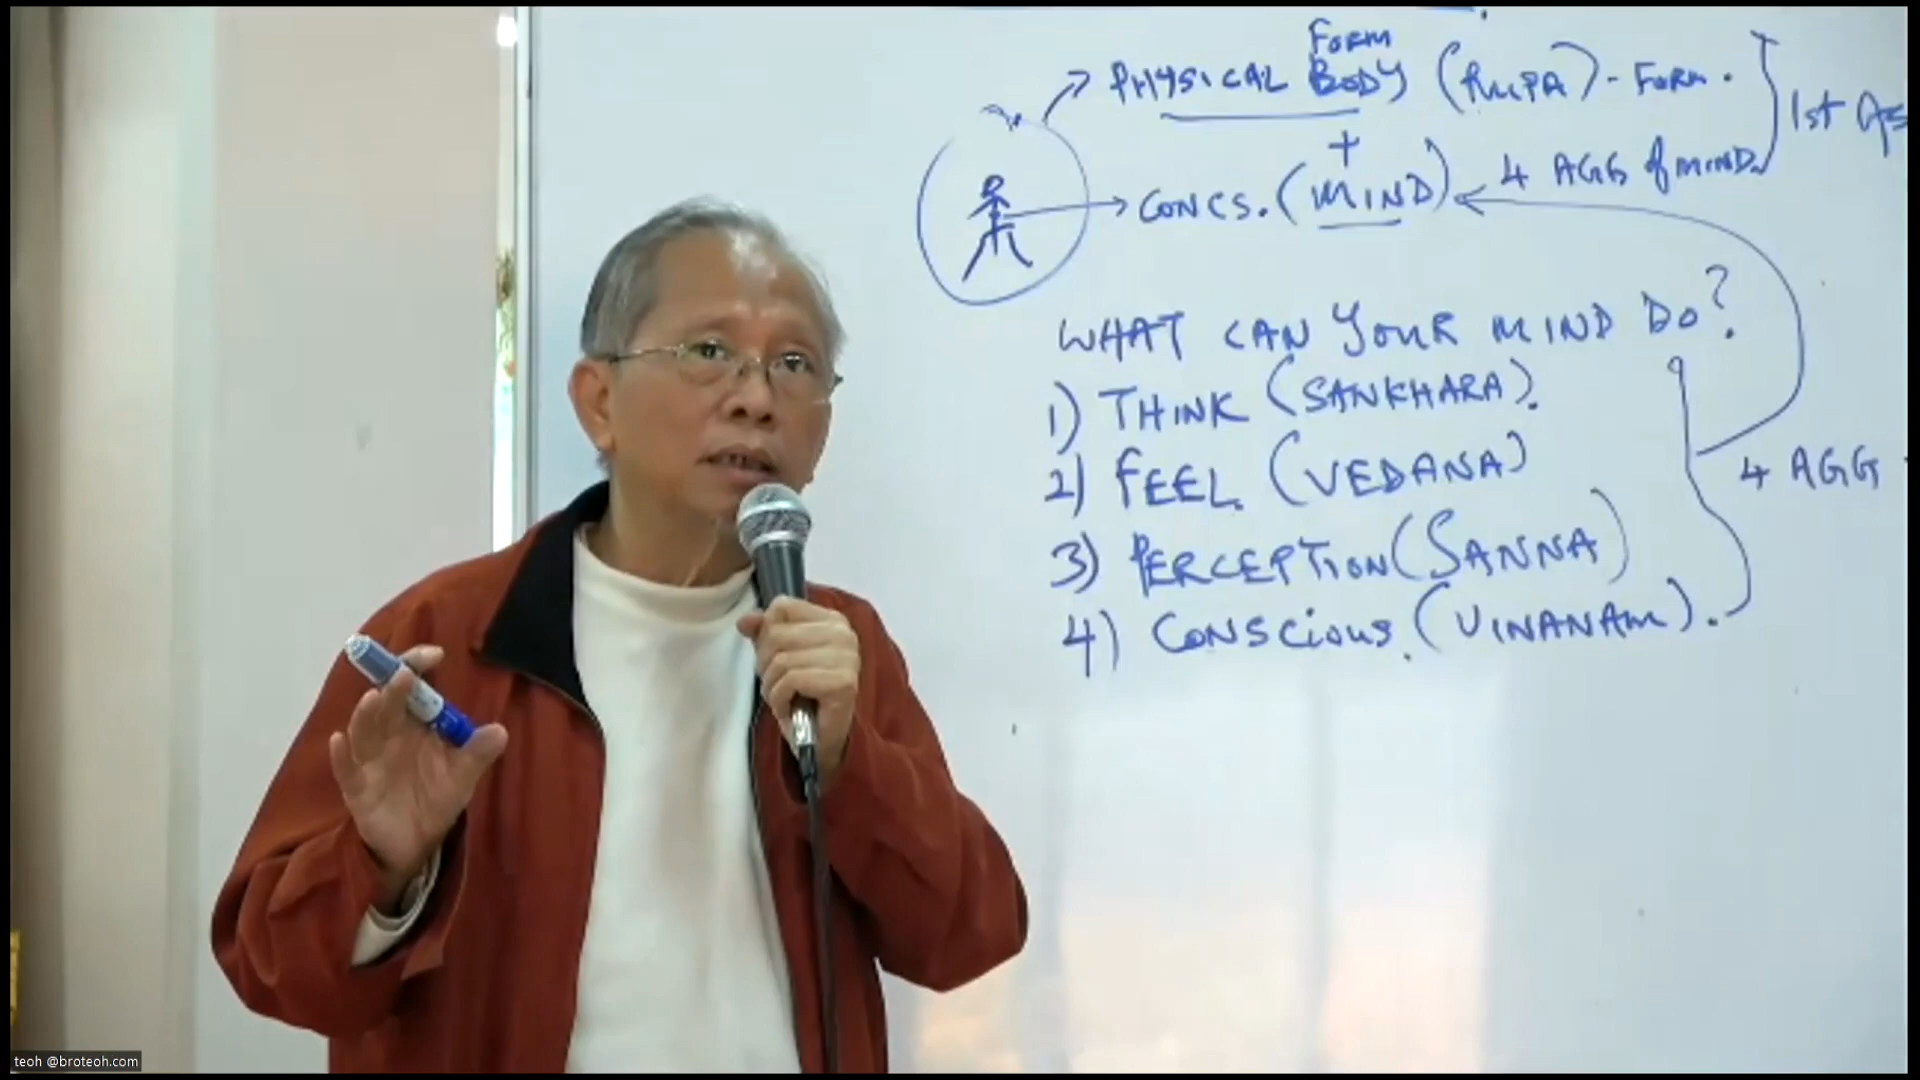 FORM
PHYSICAL BODY (RUPA) - FORM.
1st
+
CONCS. (MIND) 4 AGG of MIND.
WHAT CAN YOUR MIND DO?
1) THINK (SANKHARA).
2) FEEL. (VEDANA)
4 AGG
3) PERCEPTION (SANNA)
4) CONSCIOUS. (VINANAM).
teoh @broteoh.com